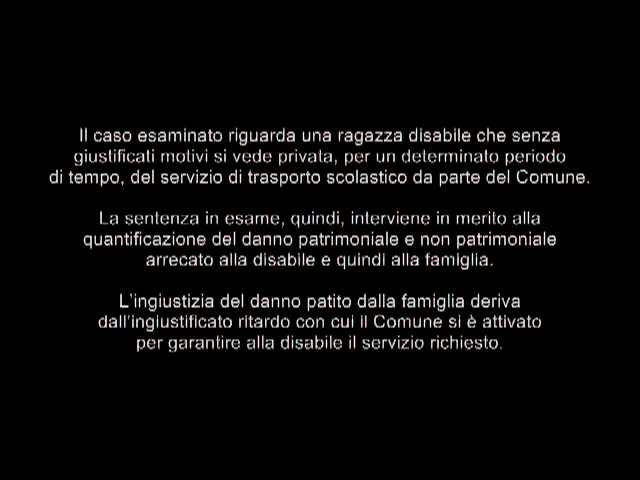 Il caso esaminato riguarda una ragazza disabile che senza
giustificati motivi si vede privata, per un determinato periodo
di tempo, del servizio di trasporto scolastico da parte del Comune.
La sentenza in esame, quindi, interviene in merito alla
quantificazione del danno patrimoniale e non patrimoniale
arrecato alla disabile e quindi alla famiglia.
L'ingiustizia del danno patito dalla famiglia deriva
dall'ingiustificato ritardo con cui il Comune si è attivato
per garantire alla disabile il servizio richiesto.